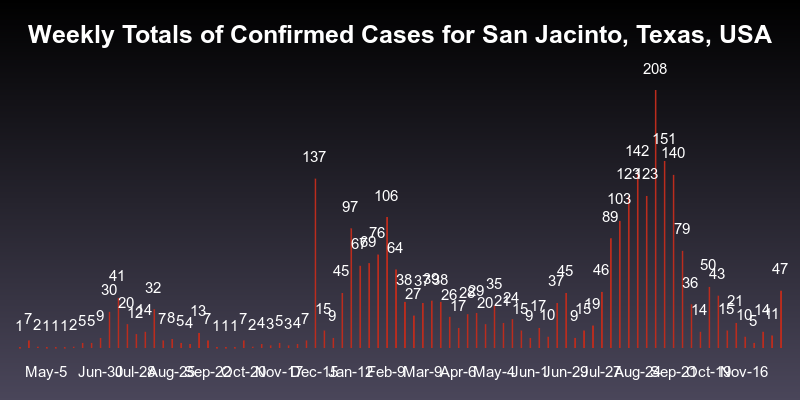 Weekly Totals of Confirmed Cases for San Jacinto, Texas, USA
208
151
142 140
137
123 123
106 103
97 89
76 79
67 69 64
45 46 50 47
41 38 37 39 38 35 37 45 36 43
30 32 27 26 28 29
20 12 14 13 15 9 17 20 21 24 15 9 17 10 9 15 19 14 15 21 10 5 14 11
1 7 2 1 1 1 2 5 5 9 7 8 5 4 7 1 1 1 7 2 4 3 5 3 4 7
May-5 Jun-30 Jul-28 Aug-25 Sep-22 Oct-20 Nov-17 Dec-15 Jan-12 Feb-9 Mar-9 Apr-6 May-4 Jun-1 Jun-29 Jul-27 Aug-24 Sep-21 Oct-19 Nov-16